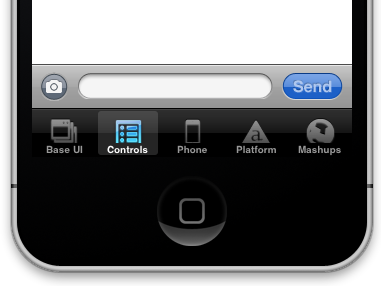 Send
Base UI
Controls
Phone
Platform
Mashups